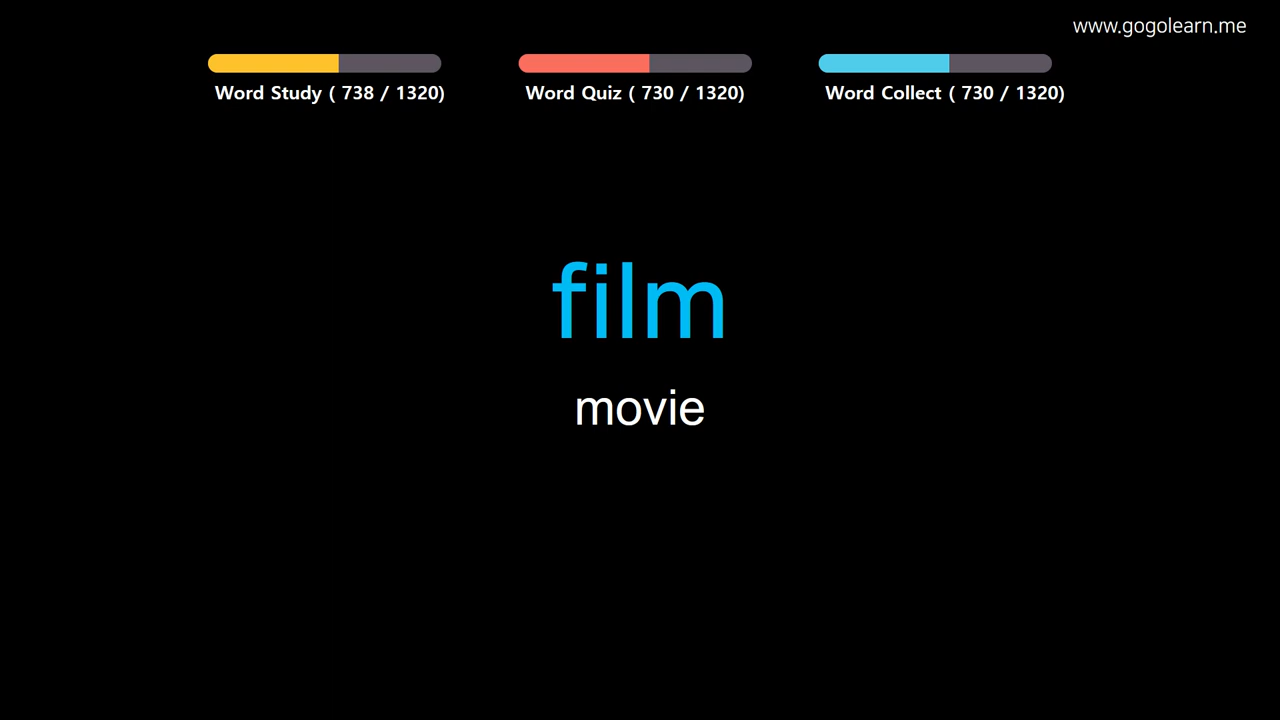 www.gogolearn.me
Word Study ( 738 / 1320)
Word Quiz ( 730 / 1320)
Word Collect ( 730 / 1320)
film
movie